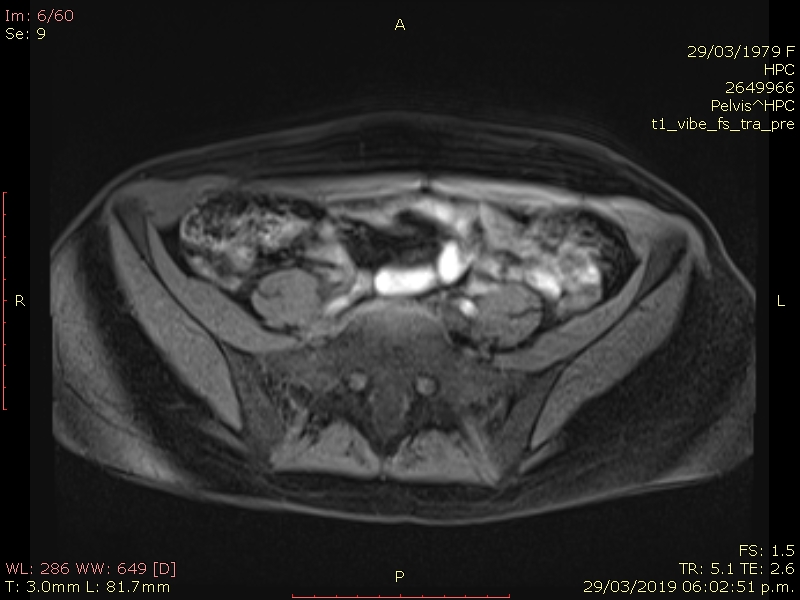 Im: 6/60
Se: 9
A
29/03/1979 F
HPC
2649966
Pelvis^HPC
t1_vibe_fs_tra_pre
R
L
WL: 286 WW: 649 [D]
T: 3.0mm L: 81.7mm
P
FS: 1.5
TR: 5.1 TE: 2.6
29/03/2019 06:02:51 p.m.